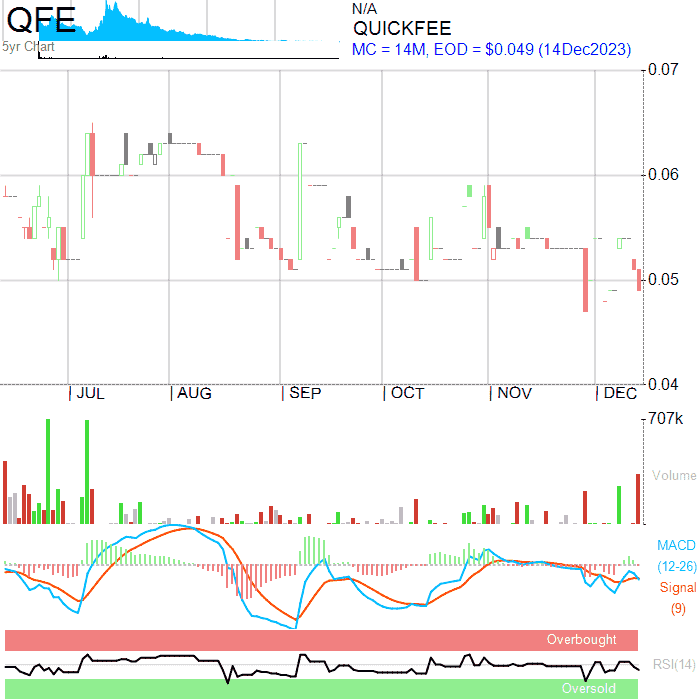 QFE
N/A
QUICKFEE
5yr Chart
MC = 14M, EOD = $0.049 (14Dec2023)
0.07
0.06
0.05
0.04
JUL AUG SEP OCT NOV DEC
707k
Volume
MACD
(12-26)
Signal
(9)
Overbought
RSI(14)
Oversold